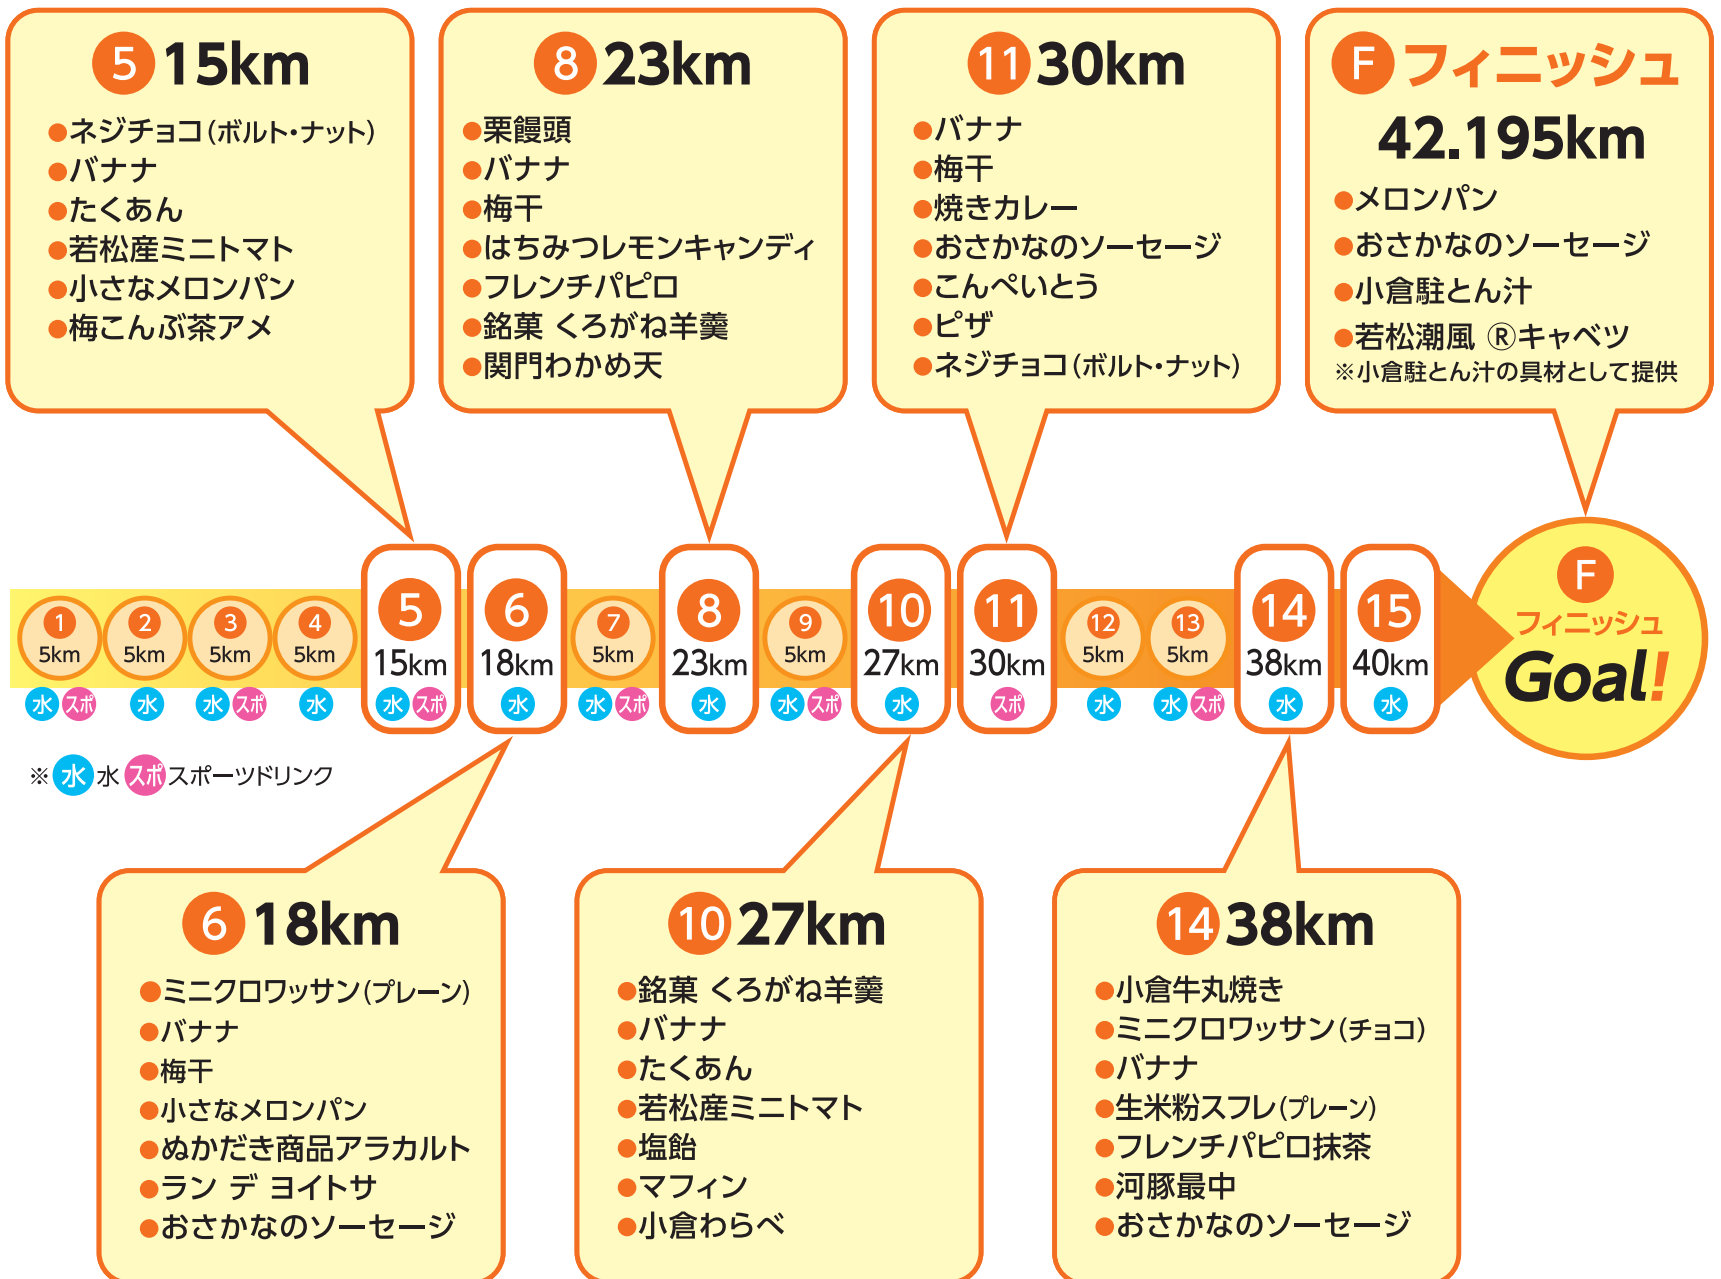 5 15km
●ネジチョコ(ボルト・ナット)
●バナナ
●たくあん
●若松産ミニトマト
●小さなメロンパン
●梅こんぶ茶アメ
8 23km
●栗饅頭
●バナナ
●梅干
●はちみつレモンキャンディ
●フレンチパピロ
●銘菓 くろがね羊羹
●関門わかめ天
11 30km
●バナナ
●梅干
●焼きカレー
●おさかなのソーセージ
●こんぺいとう
●ピザ
●ネジチョコ(ボルト・ナット)
F フィニッシュ
42.195km
●メロンパン
●おさかなのソーセージ
●小倉駐とん汁
●若松潮風 ®キャベツ
※小倉駐とん汁の具材として提供
1
5km
水 スポ
2
5km
水
3
5km
水 スポ
4
5km
水
5
15km
水 スポ
6
18km
水
7
5km
水 スポ
8
23km
水
9
5km
水 スポ
10
27km
水
11
30km
スポ
12
5km
水
13
5km
水 スポ
14
38km
水
15
40km
水
F
フィニッシュ
Goal!
※ 水 水 スポ スポーツドリンク
6 18km
●ミニクロワッサン(プレーン)
●バナナ
●梅干
●小さなメロンパン
●ぬかだき商品アラカルト
●ラン デ ヨイトサ
●おさかなのソーセージ
10 27km
●銘菓 くろがね羊羹
●バナナ
●たくあん
●若松産ミニトマト
●塩飴
●マフィン
●小倉わらべ
14 38km
●小倉牛丸焼き
●ミニクロワッサン(チョコ)
●バナナ
●生米粉スフレ(プレーン)
●フレンチパピロ抹茶
●河豚最中
●おさかなのソーセージ